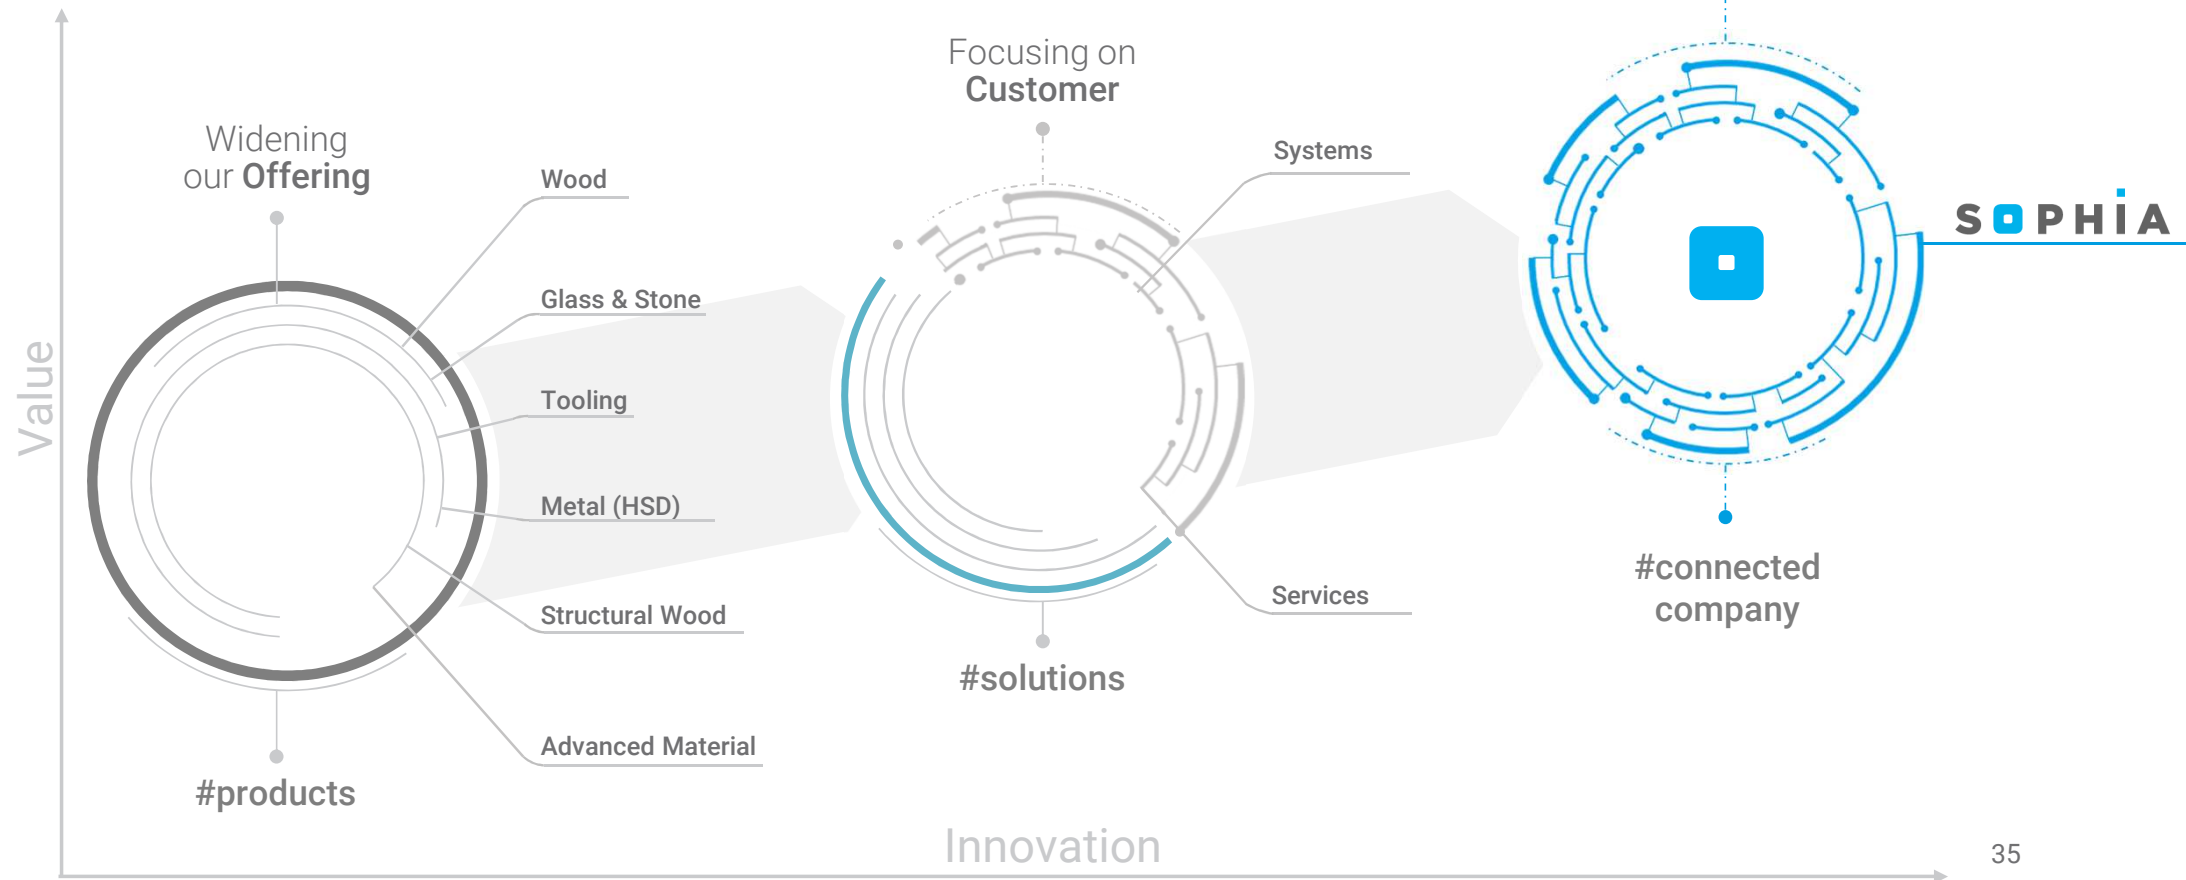 Value
Widening
our Offering
Wood
Glass & Stone
Tooling
Metal (HSD)
Structural Wood
Advanced Material
#products
Focusing on
Customer
Systems
Services
#solutions
SOPHIA
#connected
company
Innovation
35